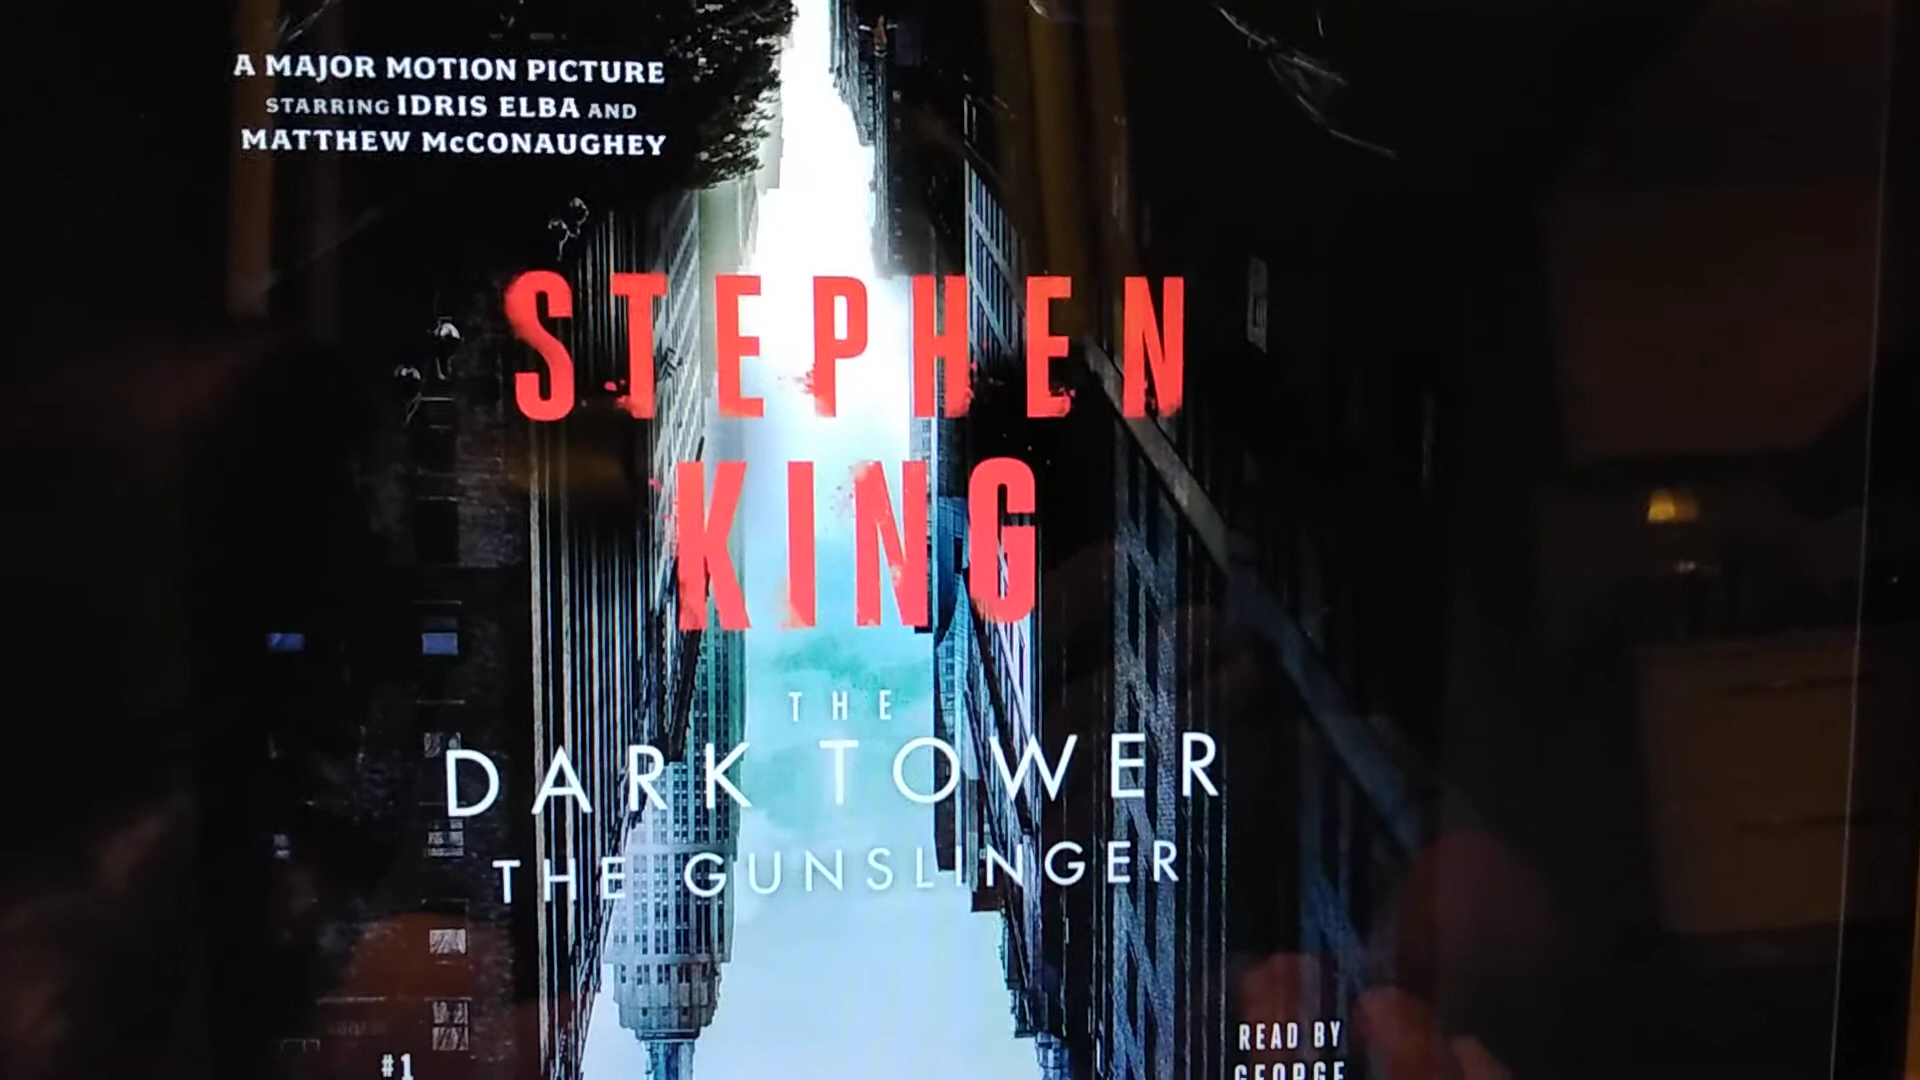 A MAJOR MOTION PICTURE
STARRING IDRIS ELBA AND
MATTHEW McCONAUGHEY
STEPHEN
KING
THE
DARK TOWER
THE GUNSLINGER
#1
READ BY
GEORGE